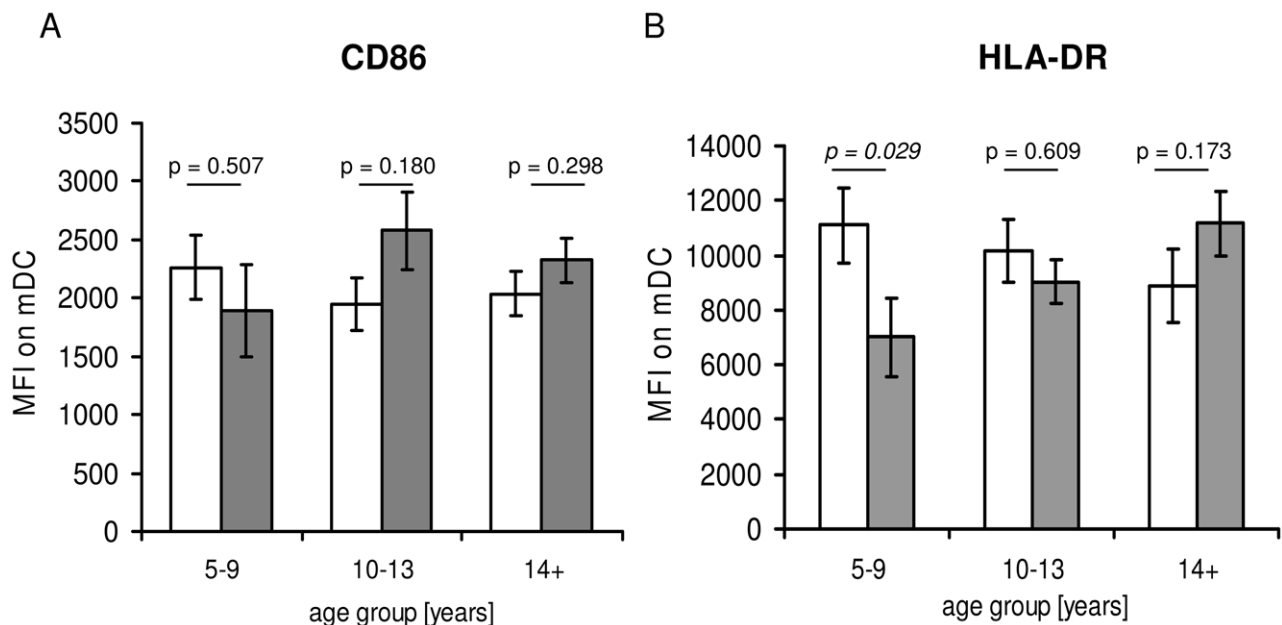 A
CD86
3500
3000
2500
2000
1500
1000
500
0
MFI on mDC
p = 0.507
p = 0.180
p = 0.298
5-9
10-13
14+
age group [years]
B
HLA-DR
14000
12000
10000
8000
6000
4000
2000
0
MFI on mDC
p = 0.029
p = 0.609
p = 0.173
5-9
10-13
14+
age group [years]